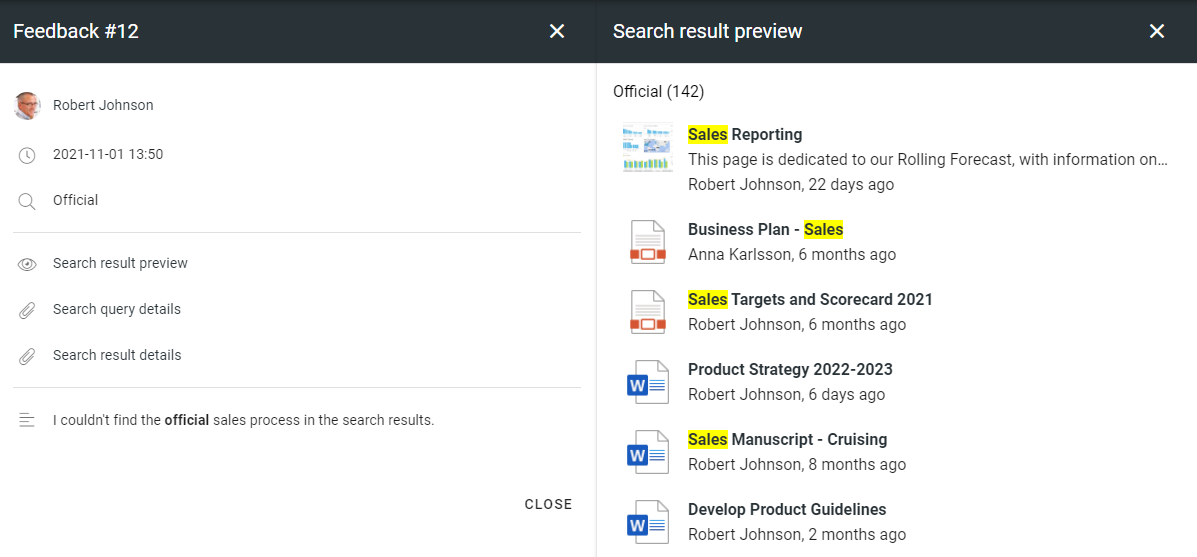 Feedback #12
Robert Johnson
2021-11-01 13:50
Official
Search result preview
Search query details
Search result details
I couldn't find the official sales process in the search results.
CLOSE
Search result preview
Official (142)
Sales Reporting
This page is dedicated to our Rolling Forecast, with information on...
Robert Johnson, 22 days ago
Business Plan - Sales
Anna Karlsson, 6 months ago
Sales Targets and Scorecard 2021
Robert Johnson, 6 months ago
W
Product Strategy 2022-2023
Robert Johnson, 6 days ago
W
Sales Manuscript - Cruising
Robert Johnson, 8 months ago
W
Develop Product Guidelines
Robert Johnson, 2 months ago